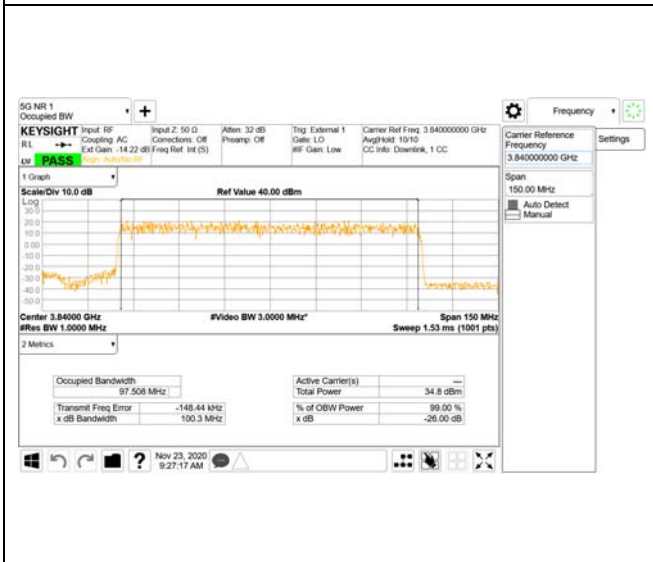 5G NR 1
Occupied BW
+
Frequency
KEYSIGHT Input: RF Input Z: 50 Ω Atten: 32 dB Trig: External 1 Carrier Ref Freq: 3.840000000 GHz
RL Coupling: AC Corrections: Off Preamp: Off Gate: LO Avg|Hold: 10/10
Ext Gain: -14.22 dB Freq Ref: Int (S) #IF Gain: Low CC Info: Downlink, 1 CC
PASS Align: Auto/No RF
Carrier Reference Frequency
3.840000000 GHz
Settings
Span
150.00 MHz
Auto Detect
Manual
1 Graph
Scale/Div 10.0 dB Ref Value 40.00 dBm
Log
30.0
20.0
10.0
0.00
-10.0
-20.0
-30.0
-40.0
-50.0
Center 3.84000 GHz #Video BW 3.0000 MHz* Span 150 MHz
#Res BW 1.0000 MHz Sweep 1.53 ms (1001 pts)
2 Metrics
Occupied Bandwidth
97.508 MHz
Transmit Freq Error -148.44 kHz
x dB Bandwidth 100.3 MHz
Active Carrier(s) ---
Total Power 34.8 dBm
% of OBW Power 99.00 %
x dB -26.00 dB
? Nov 23, 2020
9:27:17 AM